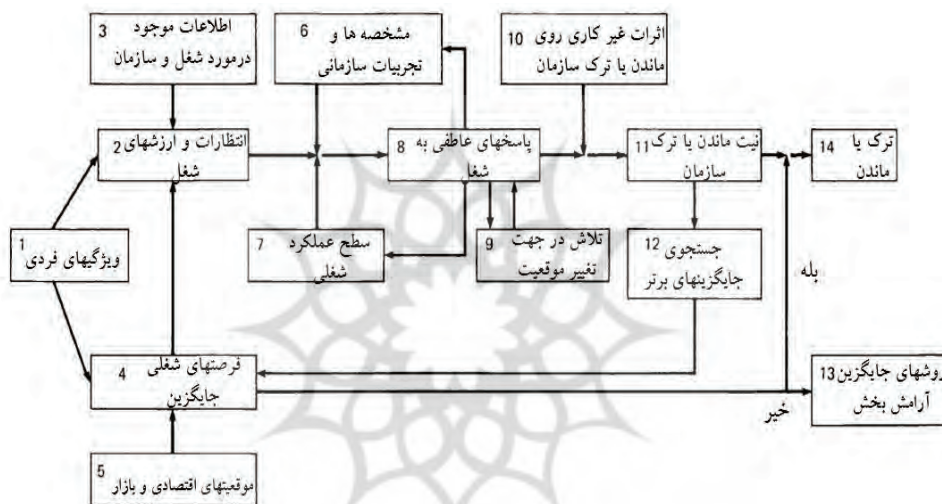 3 اطلاعات موجود
درمورد شغل و سازمان
6 مشخصه ها و
تجربیات سازمانی
10 اثرات غیر کاری روی
ماندن یا ترک سازمان
2 انتظارات و ارزشهای
شغل
8 پاسخهای عاطفی به
شغل
11 نیت ماندن یا ترک
سازمان
14 ترک یا
ماندن
1
ویژگیهای فردی
7 سطح عملکرد
شغلی
9 تلاش در جهت
تغییر موقعیت
12 جستجوی
جایگزینهای برتر
بله
4 فرصتهای شغلی
جایگزین
خیر
13 روشهای جایگزین
آرامش بخش
5
موقعیتهای اقتصادی و بازار